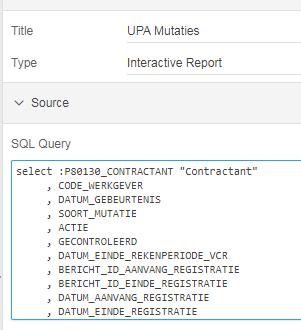 Title UPA Mutaties
Type Interactive Report
Source
SQL Query
select :P80130_CONTRACTANT "Contractant"
, CODE_WERKGEVER
, DATUM_GEBEURTENIS
, SOORT_MUTATIE
, ACTIE
, GECONTROLEERD
, DATUM_EINDE_REKENPERIODE_VCR
, BERICHT_ID_AANVANG_REGISTRATIE
, BERICHT_ID_EINDE_REGISTRATIE
, DATUM_AANVANG_REGISTRATIE
, DATUM_EINDE_REGISTRATIE